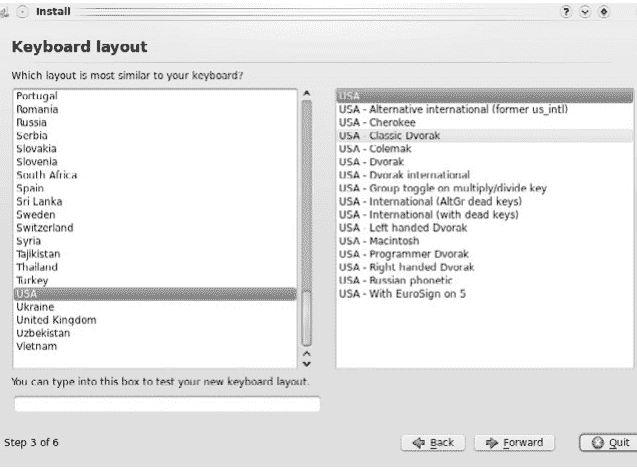 Install
Keyboard layout
Which layout is most similar to your keyboard?
Portugal
Romania
Russia
Serbia
Slovakia
Slovenia
South Africa
Spain
Sri Lanka
Sweden
Switzerland
Syria
Tajikistan
Thailand
Turkey
USA
Ukraine
United Kingdom
Uzbekistan
Vietnam
USA
USA - Alternative international (former us_intl)
USA - Cherokee
USA - Classic Dvorak
USA - Colemak
USA - Dvorak
USA - Dvorak international
USA - Group toggle on multiply/divide key
USA - International (AltGr dead keys)
USA - International (with dead keys)
USA - Left handed Dvorak
USA - Macintosh
USA - Programmer Dvorak
USA - Right handed Dvorak
USA - Russian phonetic
USA - With EuroSign on 5
You can type into this box to test your new keyboard layout.
Step 3 of 6
Back
Forward
Quit